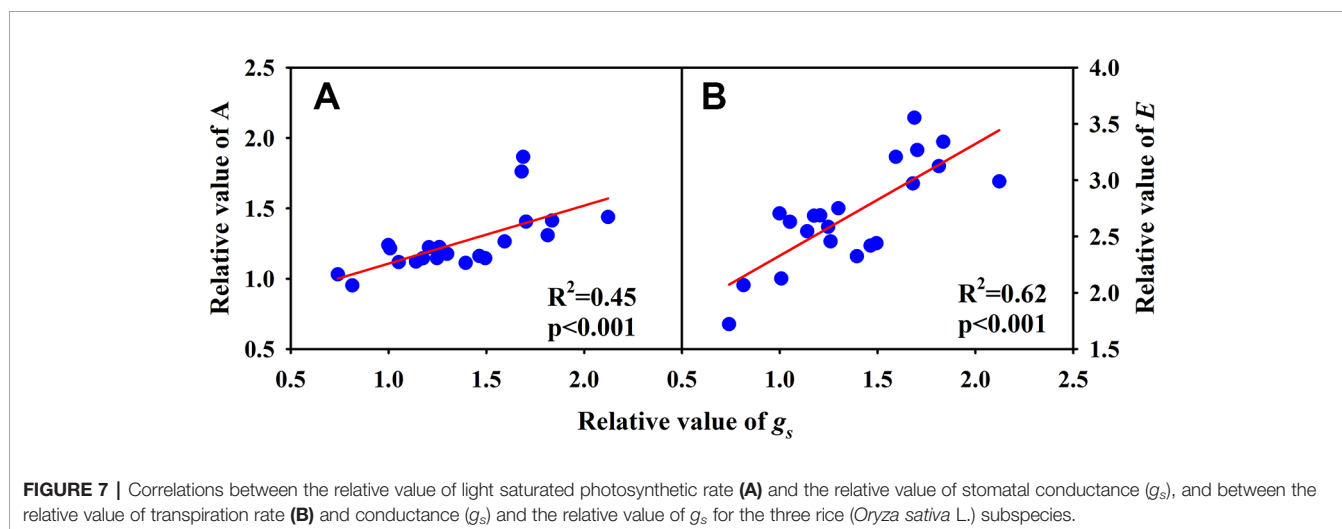 A
B
Relative value of A
2.5
2.0
1.5
1.0
0.5
R²=0.45
p<0.001
R²=0.62
p<0.001
4.0
3.5
3.0
2.5
2.0
1.5
Relative value of E
0.5 1.0 1.5 2.0 0.5 1.0 1.5 2.0 2.5
Relative value of gs
FIGURE 7 | Correlations between the relative value of light saturated photosynthetic rate (A) and the relative value of stomatal conductance (gs), and between the
relative value of transpiration rate (B) and conductance (gs) and the relative value of gs for the three rice (Oryza sativa L.) subspecies.